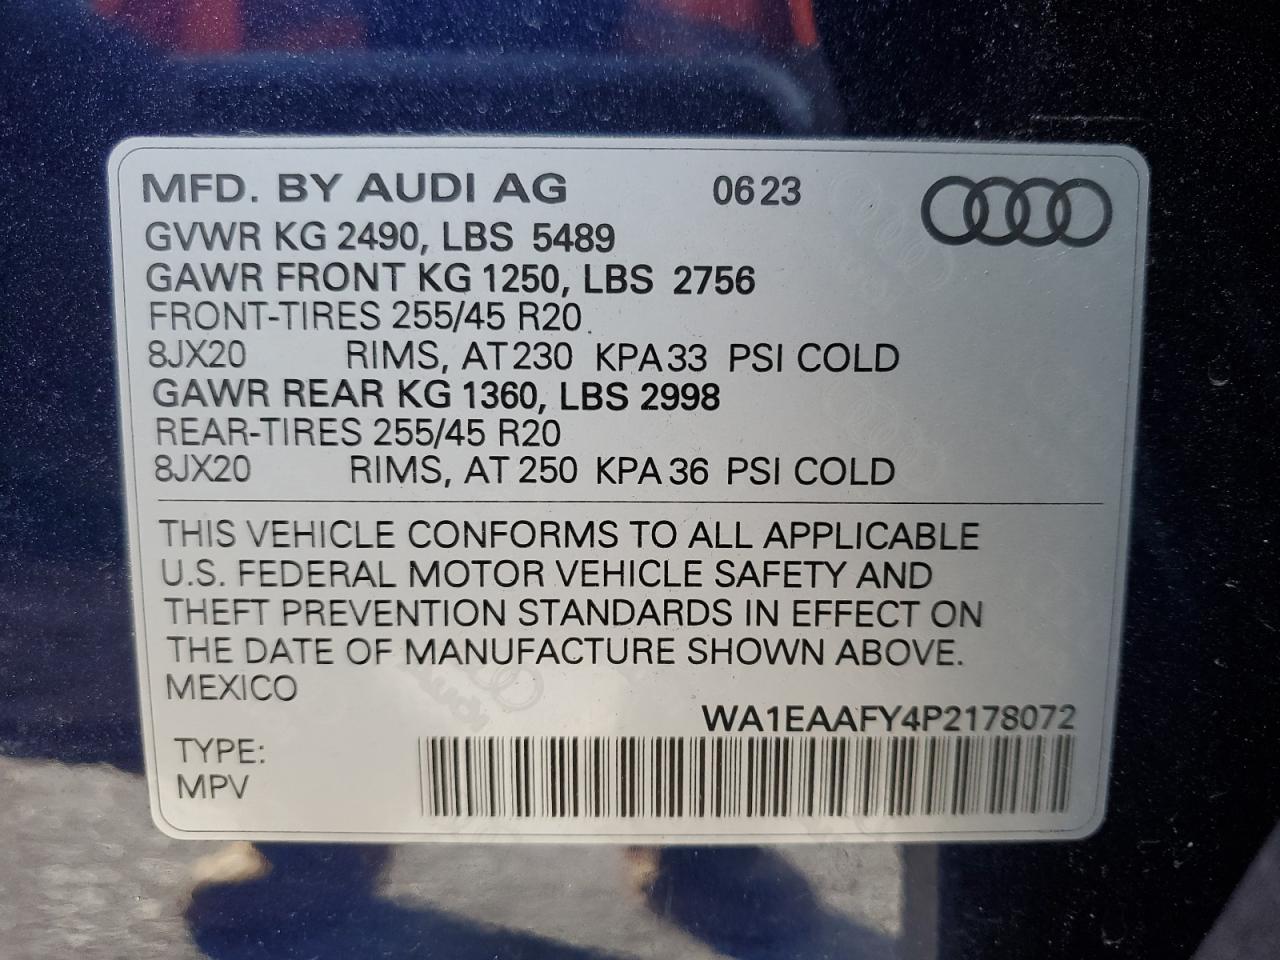 MFD. BY AUDI AG 0623
GVWR KG 2490, LBS 5489
GAWR FRONT KG 1250, LBS 2756
FRONT-TIRES 255/45 R20
8JX20 RIMS, AT 230 KPA 33 PSI COLD
GAWR REAR KG 1360, LBS 2998
REAR-TIRES 255/45 R20
8JX20 RIMS, AT 250 KPA 36 PSI COLD
THIS VEHICLE CONFORMS TO ALL APPLICABLE
U.S. FEDERAL MOTOR VEHICLE SAFETY AND
THEFT PREVENTION STANDARDS IN EFFECT ON
THE DATE OF MANUFACTURE SHOWN ABOVE.
MEXICO
WA1EAAFY4P2178072
TYPE:
MPV